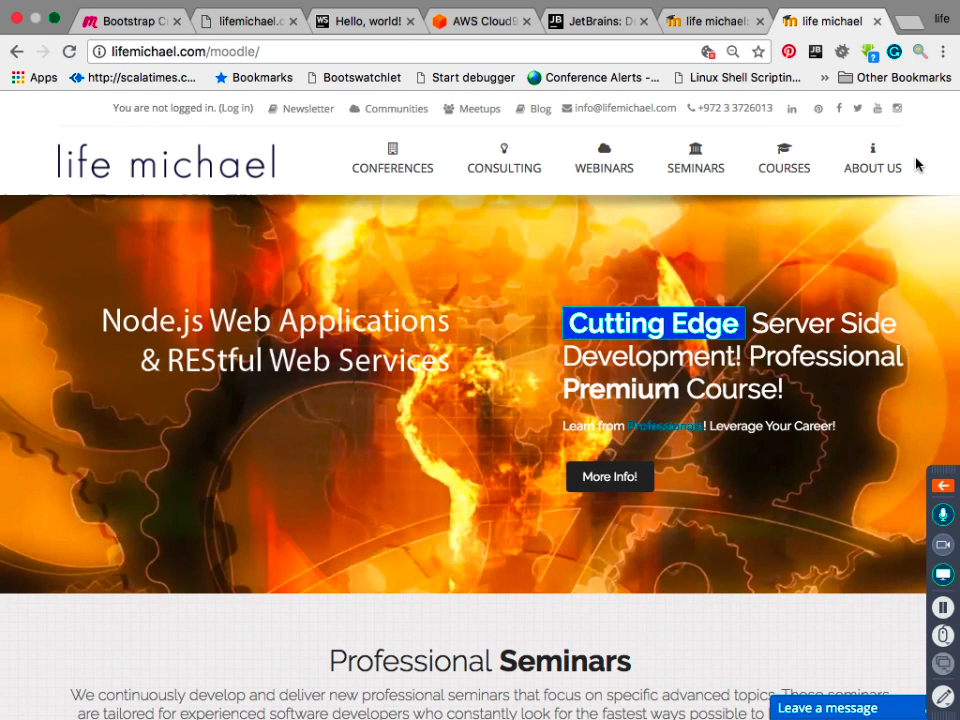 Bootstrap C
lifemichael.c
Hello, world!
AWS Cloud9
JetBrains: D
life michael:
life michael
life
lifemichael.com/moodle/
Apps
http://scalatimes.c...
Bookmarks
Bootswatchlet
Start debugger
Conference Alerts -...
Linux Shell Scriptin...
»
Other Bookmarks
You are not logged in. (Log in)
Newsletter
Communities
Meetups
Blog
info@lifemichael.com
+972 3 3726013
life michael
CONFERENCES
CONSULTING
WEBINARS
SEMINARS
COURSES
ABOUT US
Node.js Web Applications
& REStful Web Services
Cutting Edge Server Side
Development! Professional
Premium Course!
Learn from Professionals! Leverage Your Career!
More Info!
Professional Seminars
We continuously develop and deliver new professional seminars that focus on specific advanced topics. These seminars
are tailored for experienced software developers who constantly look for the fastest ways possible to
Leave a message